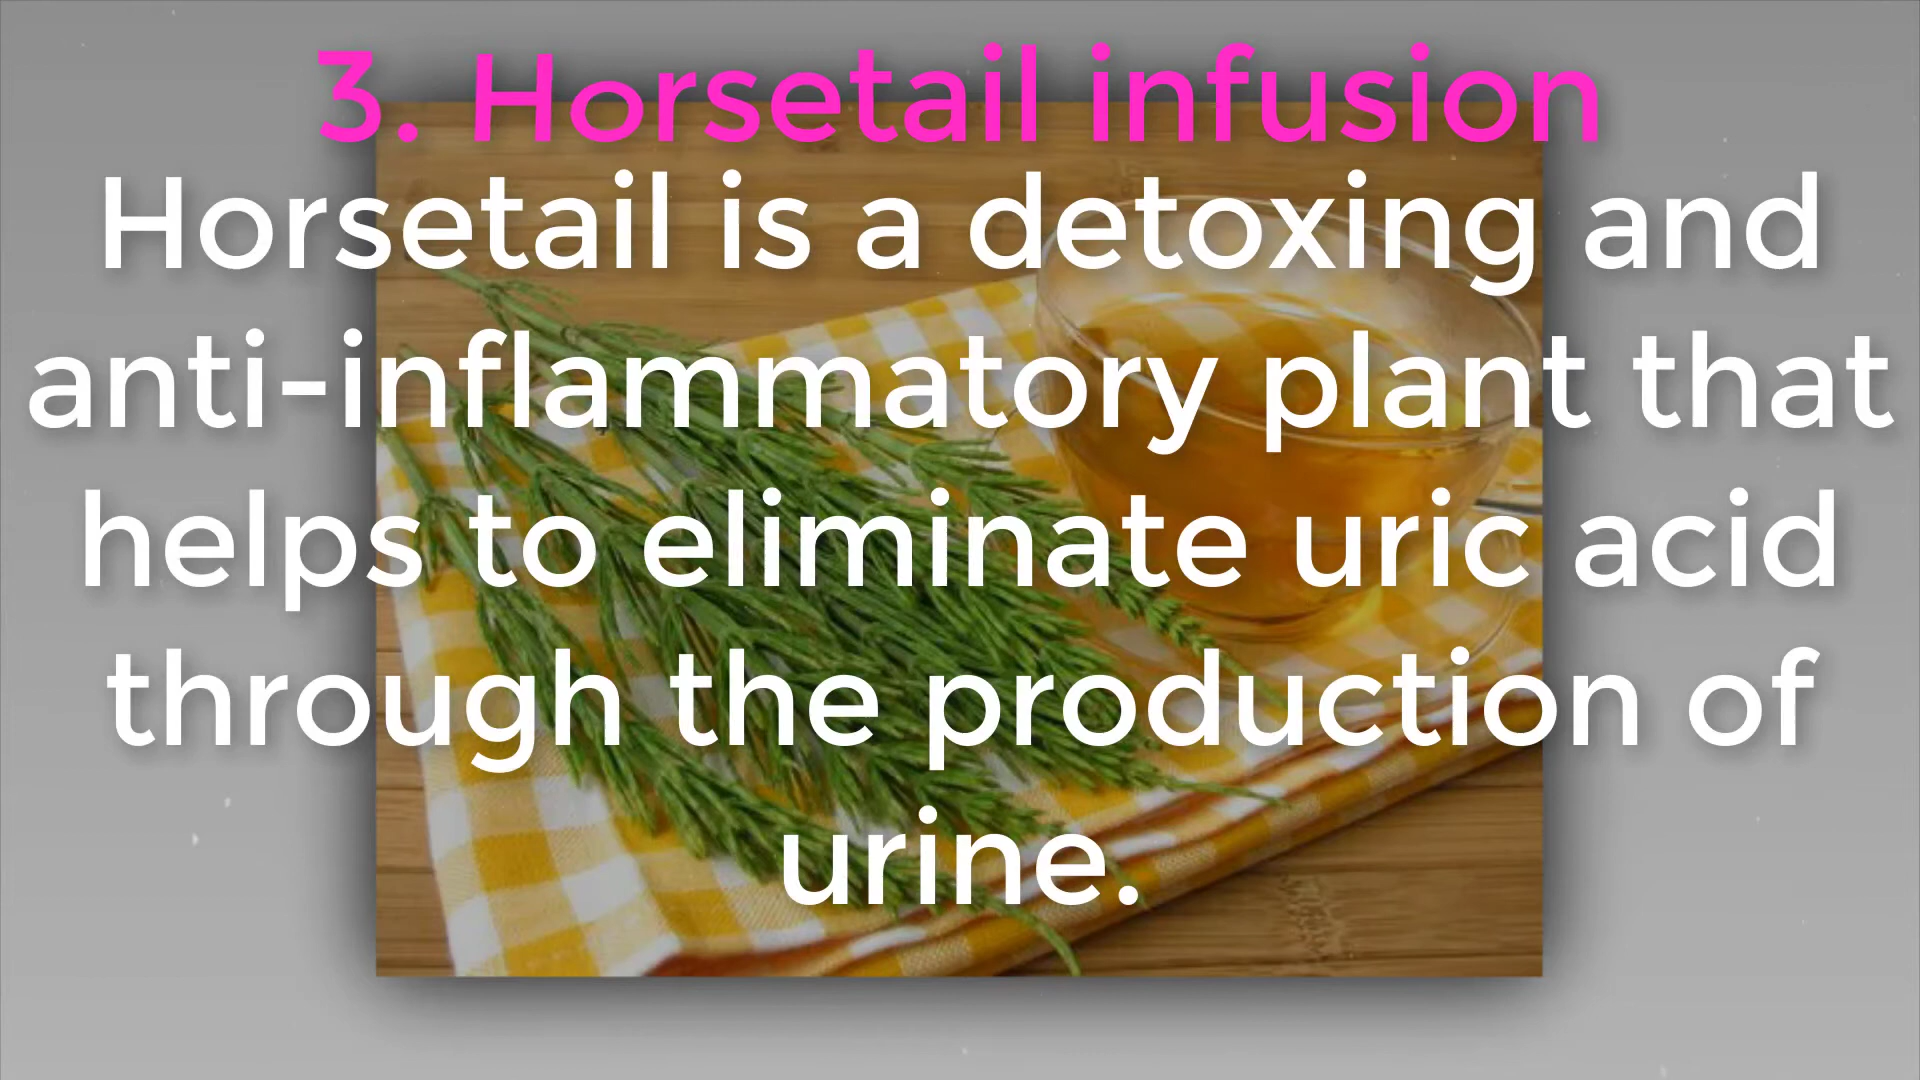 3. Horsetail infusion
Horsetail is a detoxing and
anti-inflammatory plant that
helps to eliminate uric acid
through the production of
urine.